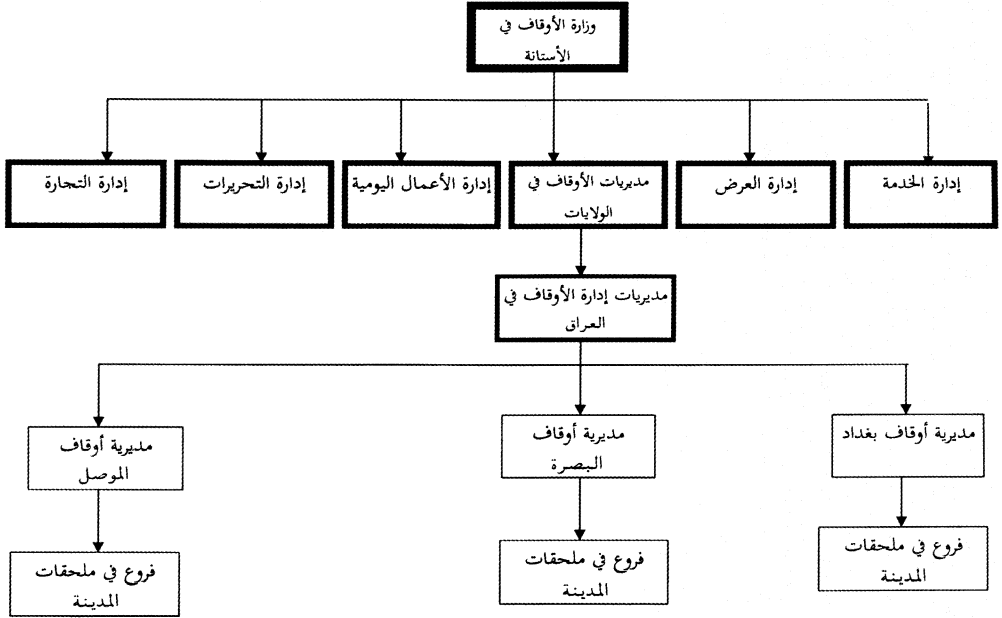 وزارة الأوقاف في
الأستانة
إدارة الخدمة
إدارة العرض
مديريات الأوقاف في
الولايات
إدارة الأعمال اليومية
إدارة التحريرات
إدارة التجارة
مديريات إدارة الأوقاف في
العراق
مديرية أوقاف بغداد
مديرية أوقاف
البصرة
مديرية أوقاف
الموصل
فروع في ملحقات
المدينة
فروع في ملحقات
المدينة
فروع في ملحقات
المدينة